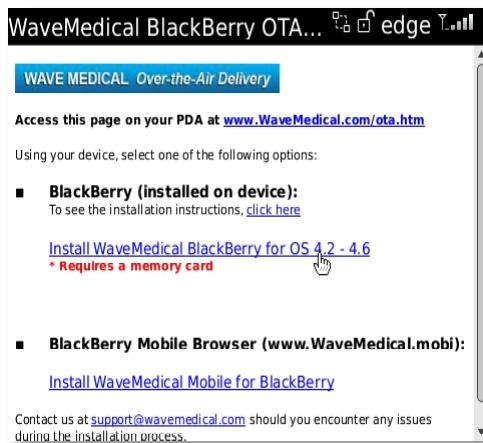 WaveMedical BlackBerry OTA... edge
WAVE MEDICAL Over-the-Air Delivery
Access this page on your PDA at www.WaveMedical.com/ota.htm
Using your device, select one of the following options:
■ BlackBerry (installed on device):
To see the installation instructions, click here
Install WaveMedical BlackBerry for OS 4.2 - 4.6
* Requires a memory card
■ BlackBerry Mobile Browser (www.WaveMedical.mobi):
Install WaveMedical Mobile for BlackBerry
Contact us at support@wavemedical.com should you encounter any issues
during the installation process.